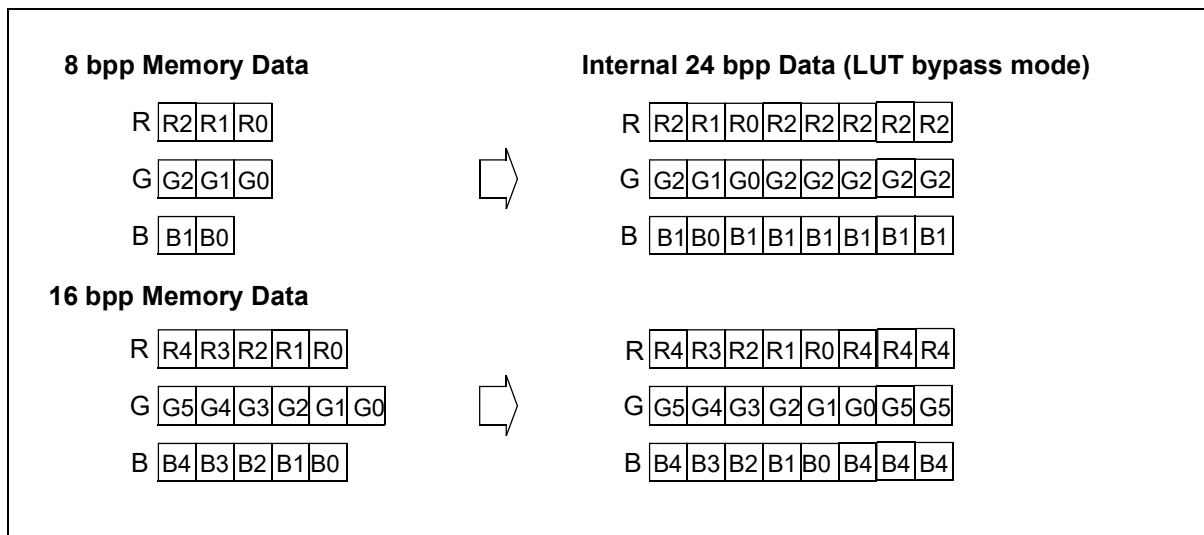 8 bpp Memory Data Internal 24 bpp Data (LUT bypass mode)
R R2 R1 R0 R R2 R1 R0 R2 R2 R2 R2 R2
G G2 G1 G0 G G2 G1 G0 G2 G2 G2 G2 G2
B B1 B0 B B1 B0 B1 B1 B1 B1 B1 B1
16 bpp Memory Data
R R4 R3 R2 R1 R0 R R4 R3 R2 R1 R0 R4 R4 R4
G G5 G4 G3 G2 G1 G0 G G5 G4 G3 G2 G1 G0 G5 G5
B B4 B3 B2 B1 B0 B B4 B3 B2 B1 B0 B4 B4 B4